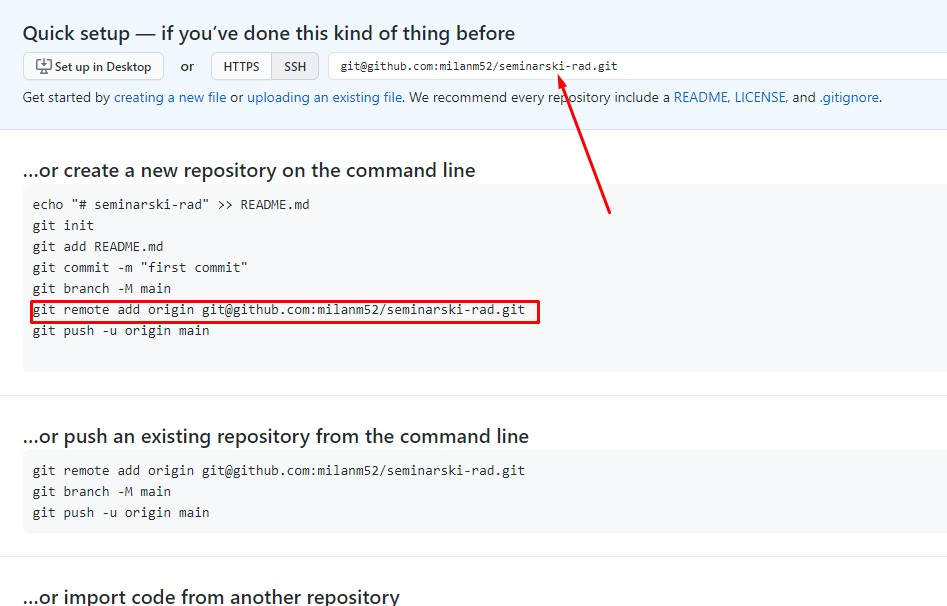 Quick setup — if you’ve done this kind of thing before
Set up in Desktop or HTTPS SSH git@github.com:milanm52/seminarski-rad.git
Get started by creating a new file or uploading an existing file. We recommend every repository include a README, LICENSE, and .gitignore.
…or create a new repository on the command line
echo "# seminarski-rad" >> README.md
git init
git add README.md
git commit -m "first commit"
git branch -M main
git remote add origin git@github.com:milanm52/seminarski-rad.git
git push -u origin main
…or push an existing repository from the command line
git remote add origin git@github.com:milanm52/seminarski-rad.git
git branch -M main
git push -u origin main
…or import code from another repository